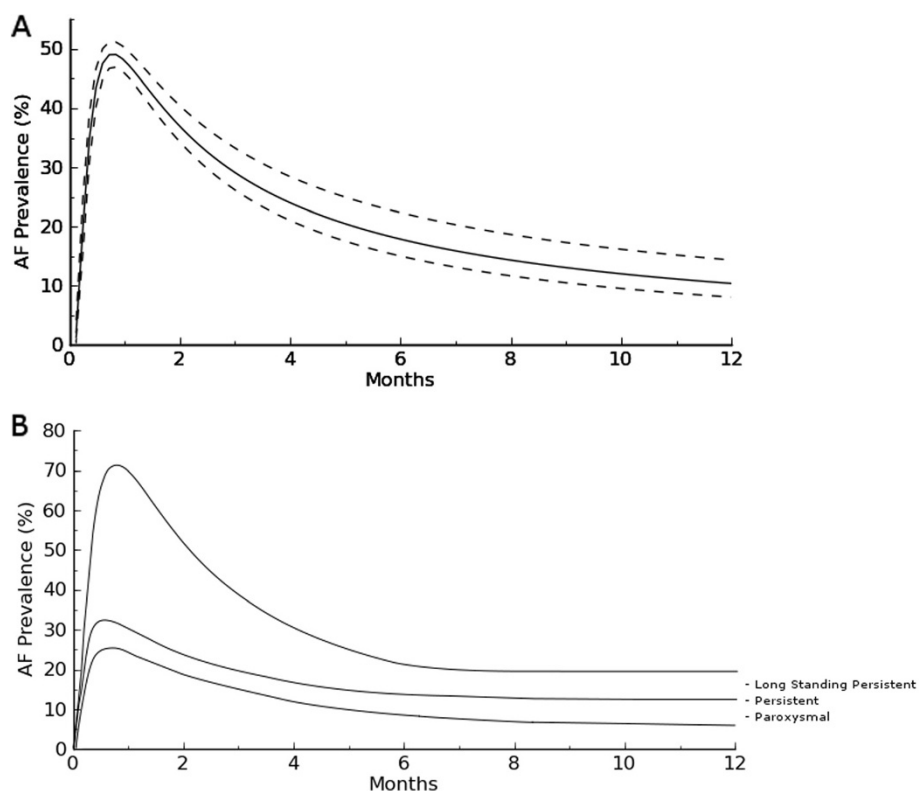 A
AF Prevalence (%)
50
40
30
20
10
0
0 2 4 6 8 10 12
Months
B
AF Prevalence (%)
80
70
60
50
40
30
20
10
0
- Long Standing Persistent
- Persistent
- Paroxysmal
0 2 4 6 8 10 12
Months